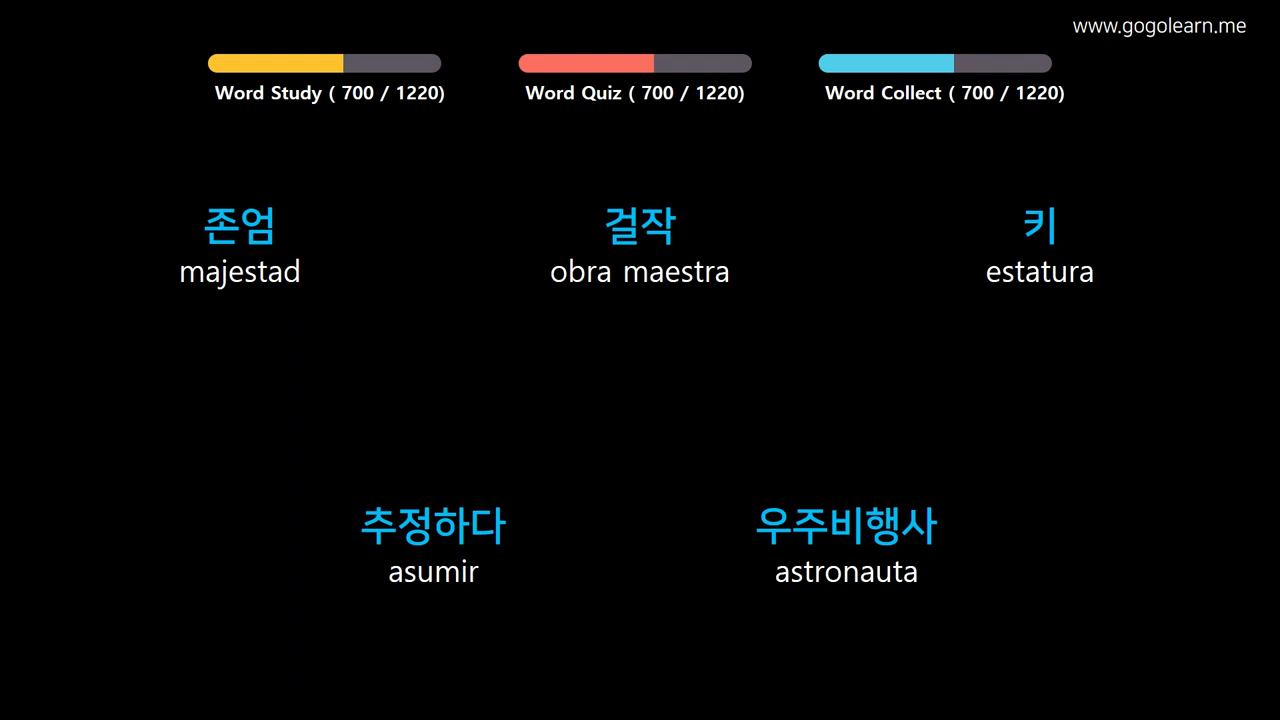 www.gogolearn.me
Word Study ( 700 / 1220)
Word Quiz ( 700 / 1220)
Word Collect ( 700 / 1220)
존엄
majestad
걸작
obra maestra
키
estatura
추정하다
asumir
우주비행사
astronauta